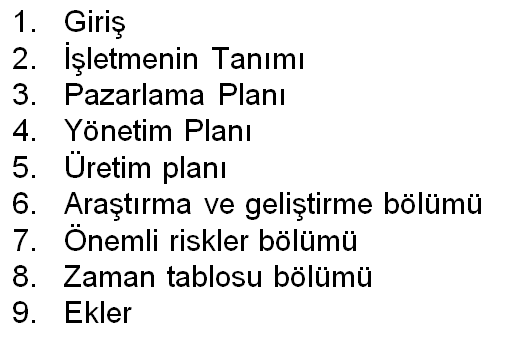 1. Giriş
2. İşletmenin Tanımı
3. Pazarlama Planı
4. Yönetim Planı
5. Üretim planı
6. Araştırma ve geliştirme bölümü
7. Önemli riskler bölümü
8. Zaman tablosu bölümü
9. Ekler